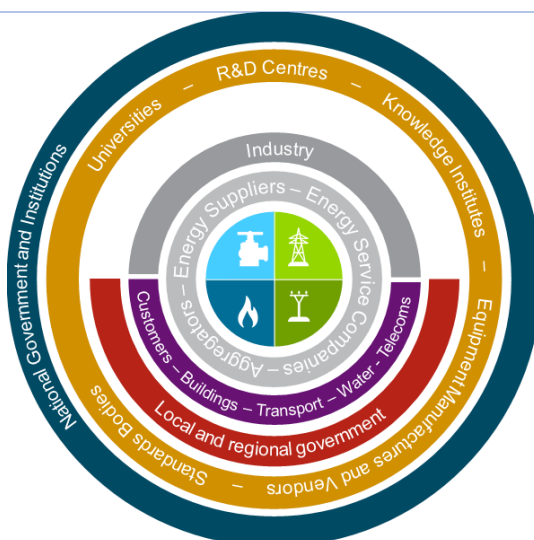 National Government and Institutions
Universities – R&D Centres – Knowledge Institutes – Equipment Manufactures and Vendors – Standards Bodies
Industry
Energy Suppliers – Energy Service Companies – Aggregators –
Customers – Buildings – Transport – Water - Telecoms
Local and regional government